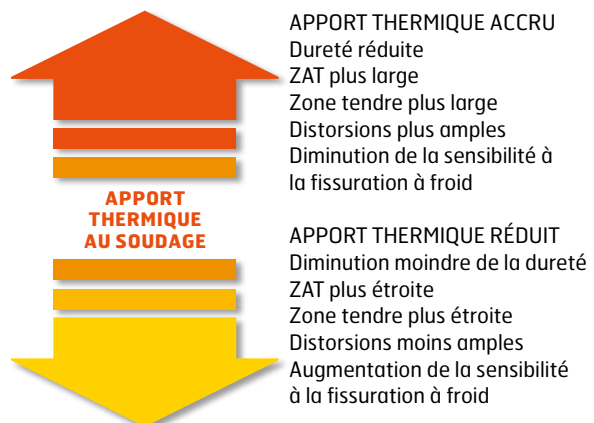 APPORT THERMIQUE ACCRU
Dureté réduite
ZAT plus large
Zone tendre plus large
Distorsions plus amples
Diminution de la sensibilité à
la fissuration à froid
APPORT
THERMIQUE
AU SOUDAGE
APPORT THERMIQUE RÉDUIT
Diminution moindre de la dureté
ZAT plus étroite
Zone tendre plus étroite
Distorsions moins amples
Augmentation de la sensibilité
à la fissuration à froid